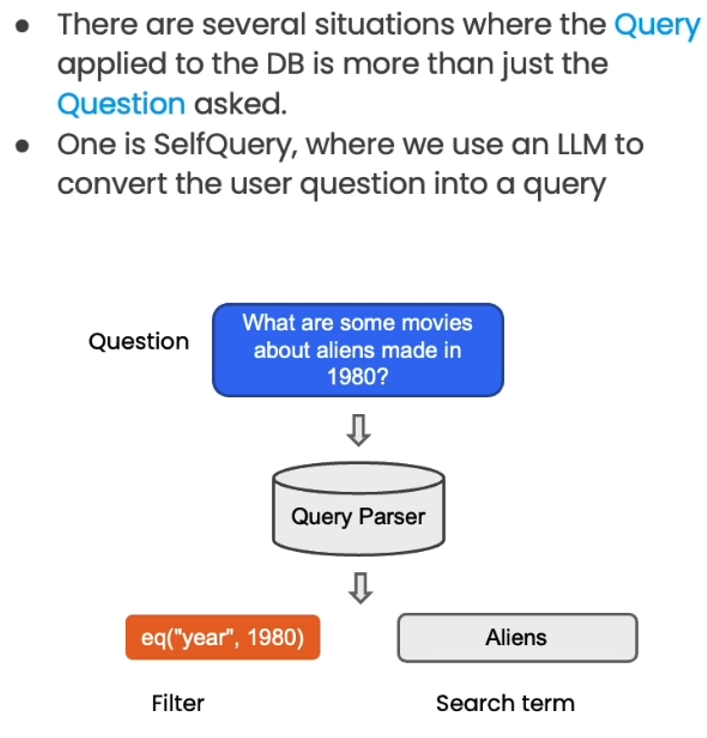 • There are several situations where the Query
applied to the DB is more than just the
Question asked.
• One is SelfQuery, where we use an LLM to
convert the user question into a query
Question
What are some movies
about aliens made in
1980?
Query Parser
eq("year", 1980)
Aliens
Filter
Search term